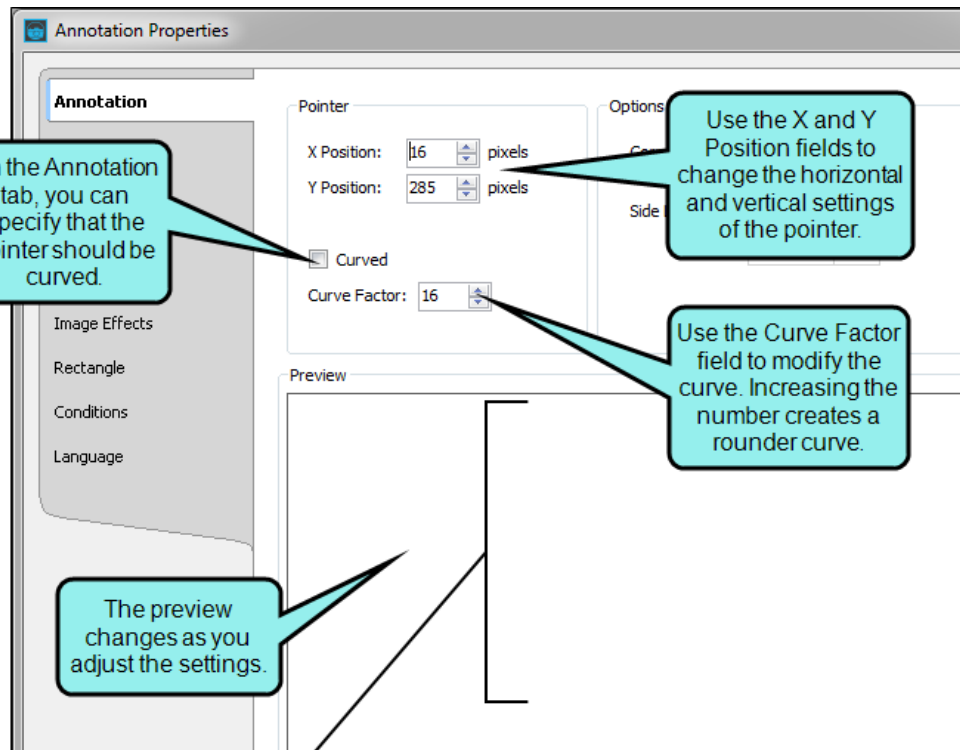 Annotation Properties
Annotation
Pointer
Options
X Position: 16 pixels
Y Position: 285 pixels
Side
Use the X and Y
Position fields to
change the horizontal
and vertical settings
of the pointer.
the Annotation
tab, you can
pecify that the
inter should be
curved.
Curved
Curve Factor: 16
Image Effects
Rectangle
Conditions
Language
Use the Curve Factor
field to modify the
curve. Increasing the
number creates a
rounder curve.
Preview
The preview
changes as you
adjust the settings.